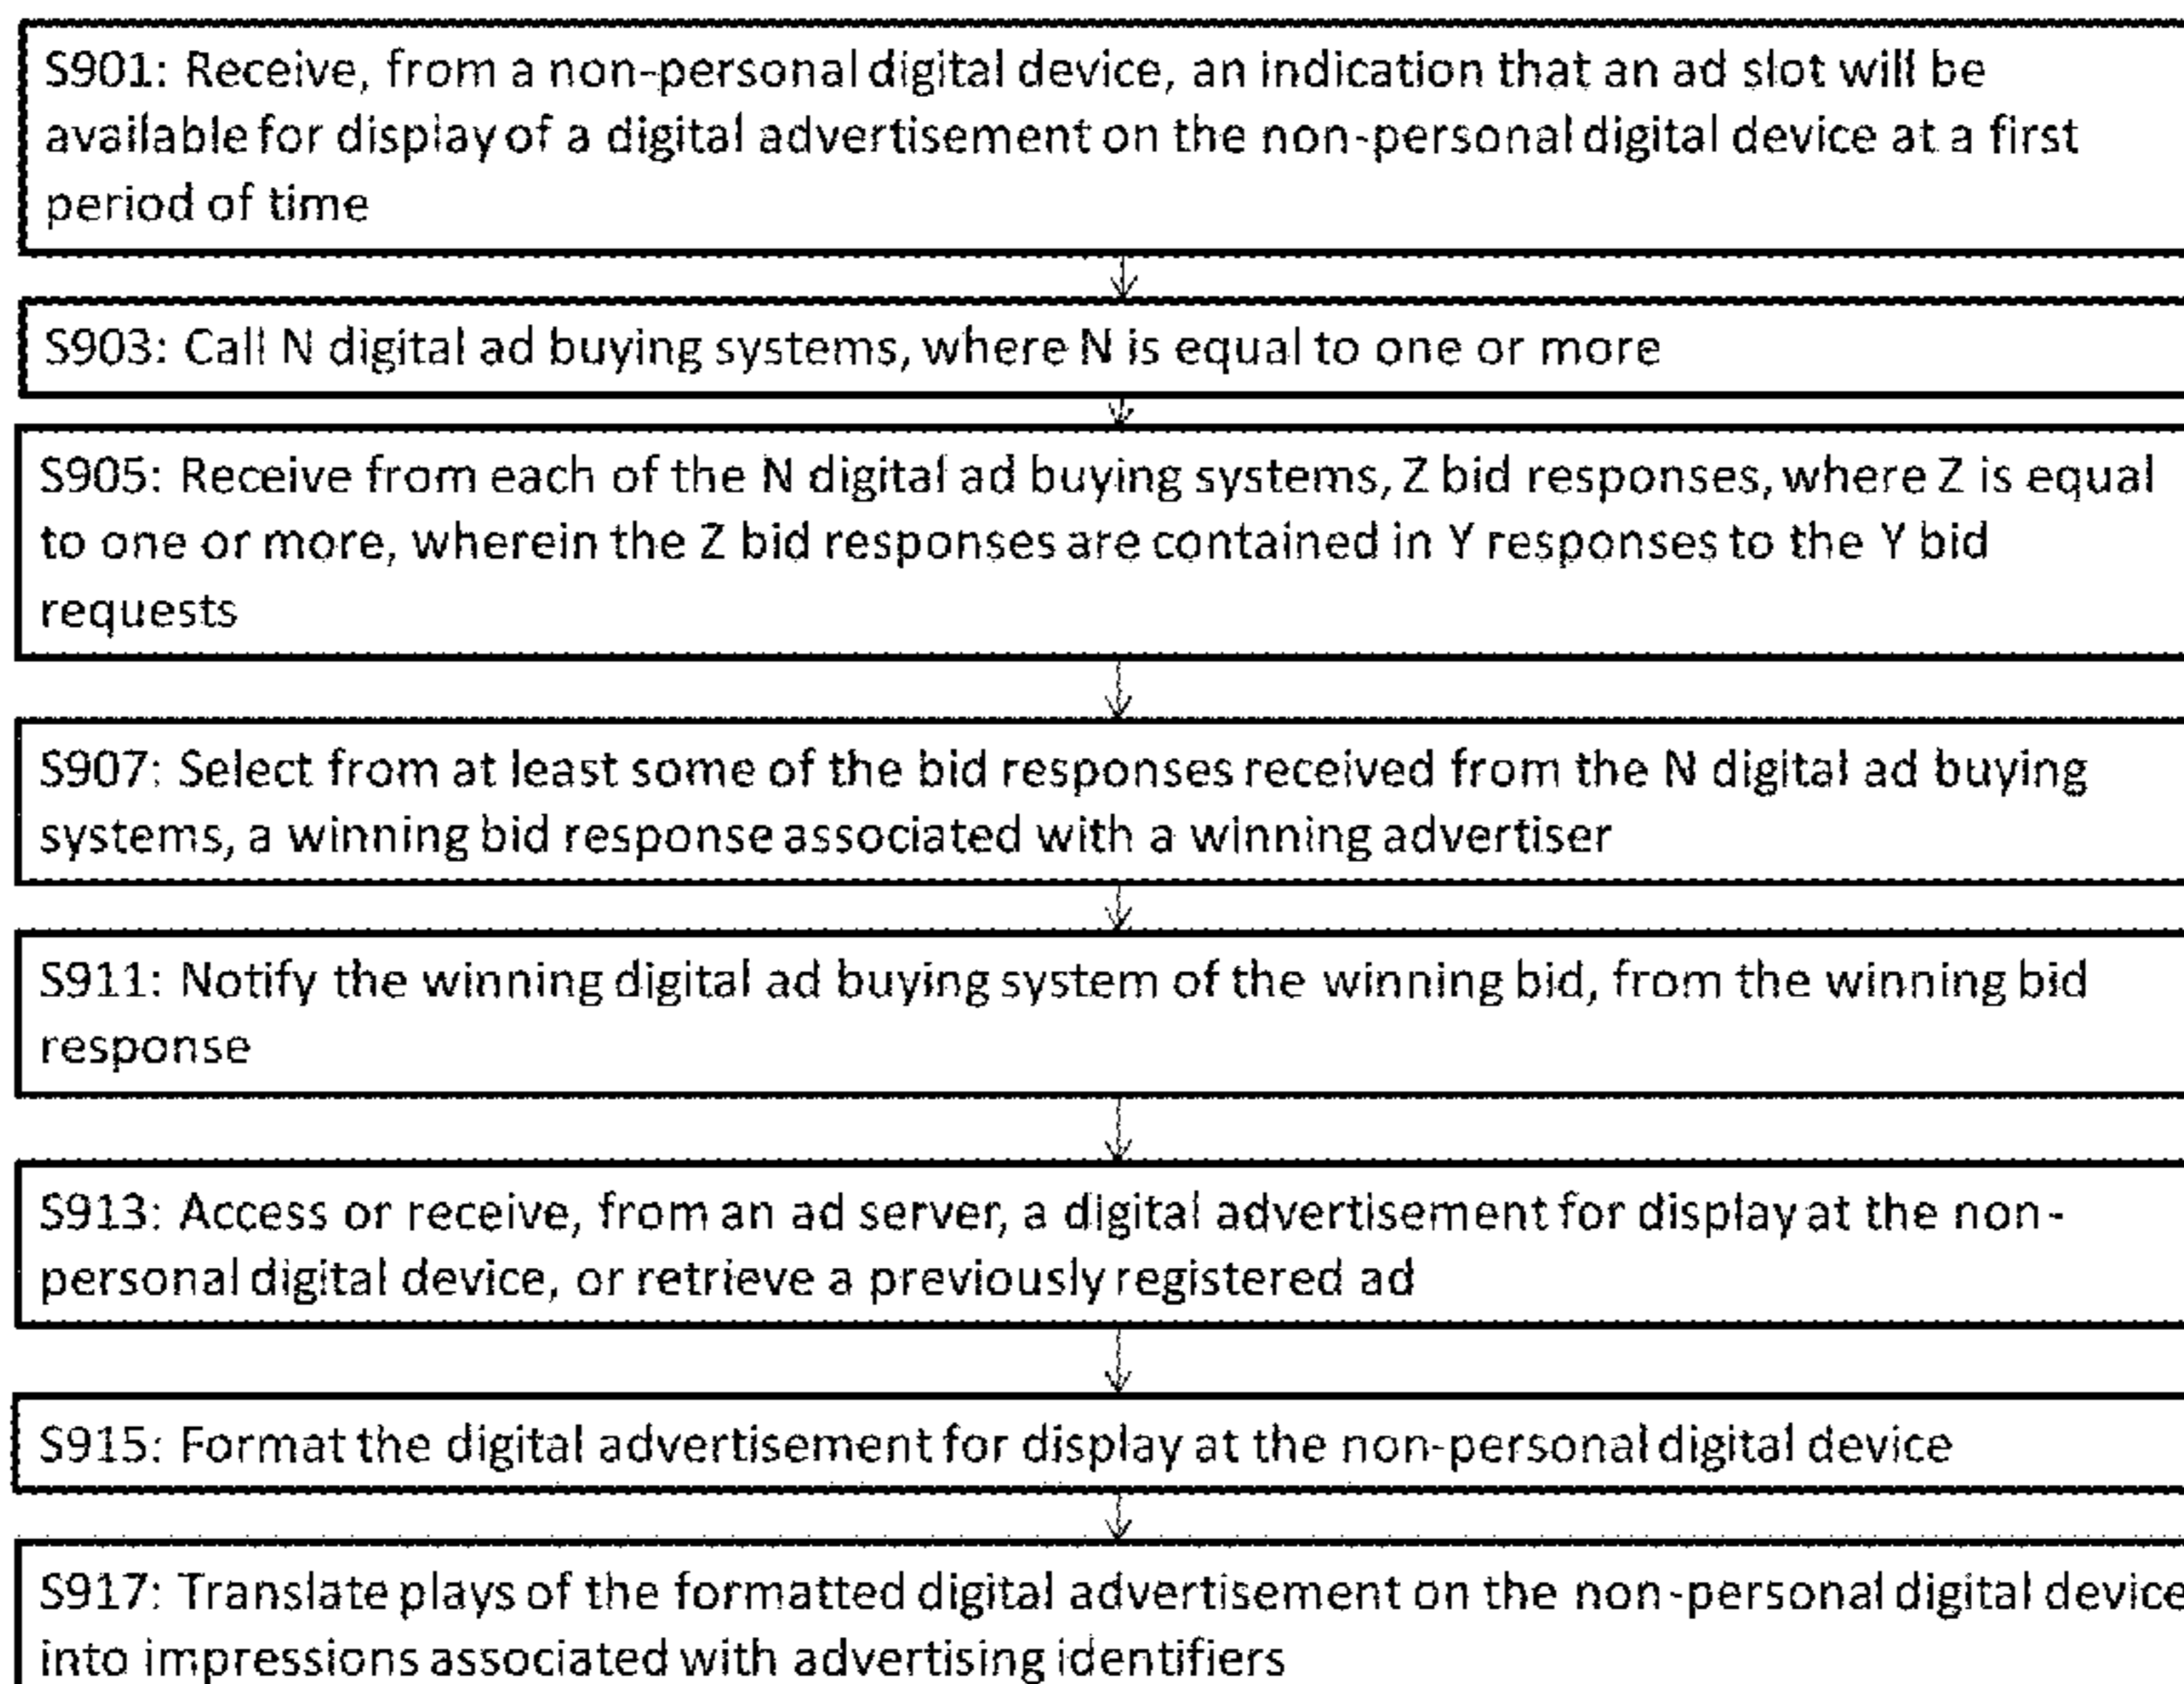 S901: Receive, from a non-personal digital device, an indication that an ad slot will be
available for display of a digital advertisement on the non-personal digital device at a first
period of time
S903: Call N digital ad buying systems, where N is equal to one or more
S905: Receive from each of the N digital ad buying systems, Z bid responses, where Z is equal
to one or more, wherein the Z bid responses are contained in Y responses to the Y bid
requests
S907: Select from at least some of the bid responses received from the N digital ad buying
systems, a winning bid response associated with a winning advertiser
S911: Notify the winning digital ad buying system of the winning bid, from the winning bid
response
S913: Access or receive, from an ad server, a digital advertisement for display at the non-
personal digital device, or retrieve a previously registered ad
S915: Format the digital advertisement for display at the non-personal digital device
S917: Translate plays of the formatted digital advertisement on the non-personal digital device
into impressions associated with advertising identifiers